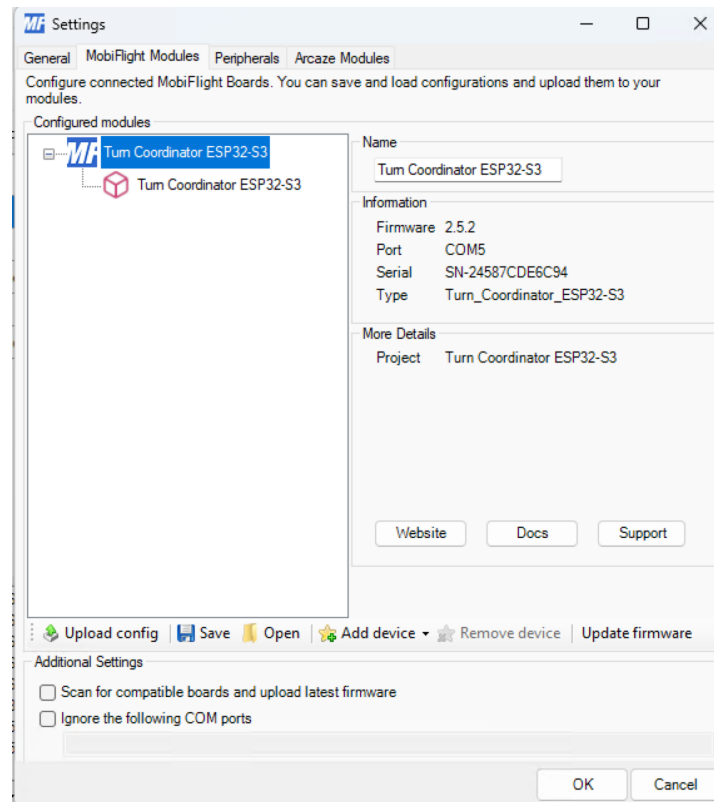 MF Settings
General MobiFlight Modules Peripherals Arcaze Modules
Configure connected MobiFlight Boards. You can save and load configurations and upload them to your
modules.
Configured modules
MF Turn Coordinator ESP32-S3
Turn Coordinator ESP32-S3
Name
Turn Coordinator ESP32-S3
Information
Firmware 2.5.2
Port COM5
Serial SN-24587CDE6C94
Type Turn_Coordinator_ESP32-S3
More Details
Project Turn Coordinator ESP32-S3
Website Docs Support
Upload config Save Open Add device Remove device Update firmware
Additional Settings
Scan for compatible boards and upload latest firmware
Ignore the following COM ports
OK Cancel